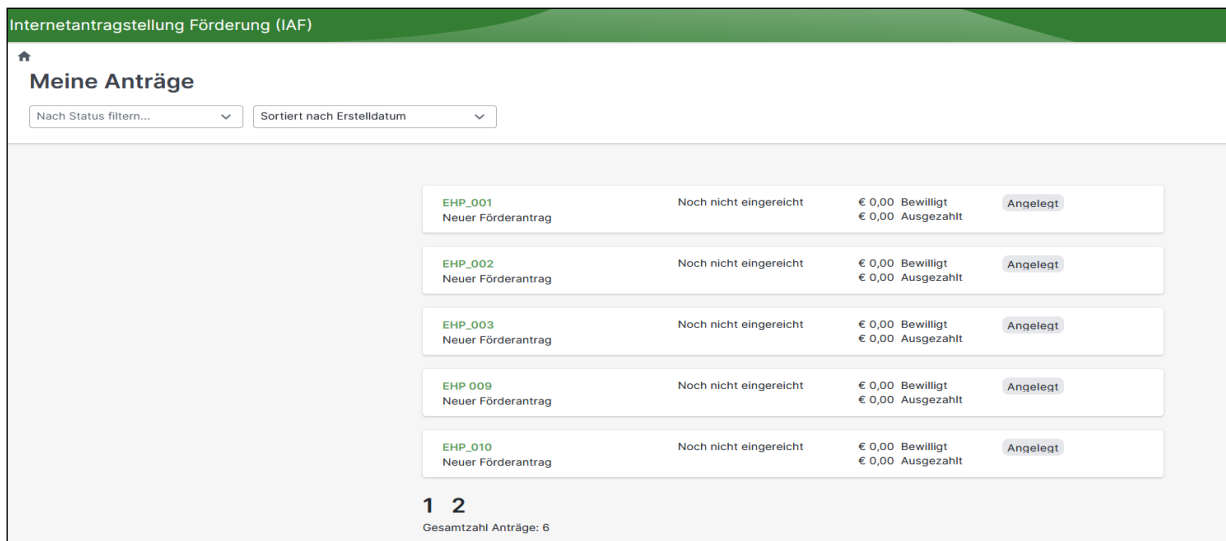 Internetantragstellung Förderung (IAF)
Meine Anträge
Nach Status filtern... Sortiert nach Erstelldatum
EHP_001 Noch nicht eingereicht € 0,00 Bewilligt Angelegt
Neuer Förderantrag € 0,00 Ausgezahlt
EHP_002 Noch nicht eingereicht € 0,00 Bewilligt Angelegt
Neuer Förderantrag € 0,00 Ausgezahlt
EHP_003 Noch nicht eingereicht € 0,00 Bewilligt Angelegt
Neuer Förderantrag € 0,00 Ausgezahlt
EHP 009 Noch nicht eingereicht € 0,00 Bewilligt Angelegt
Neuer Förderantrag € 0,00 Ausgezahlt
EHP_010 Noch nicht eingereicht € 0,00 Bewilligt Angelegt
Neuer Förderantrag € 0,00 Ausgezahlt
1 2
Gesamtzahl Anträge: 6